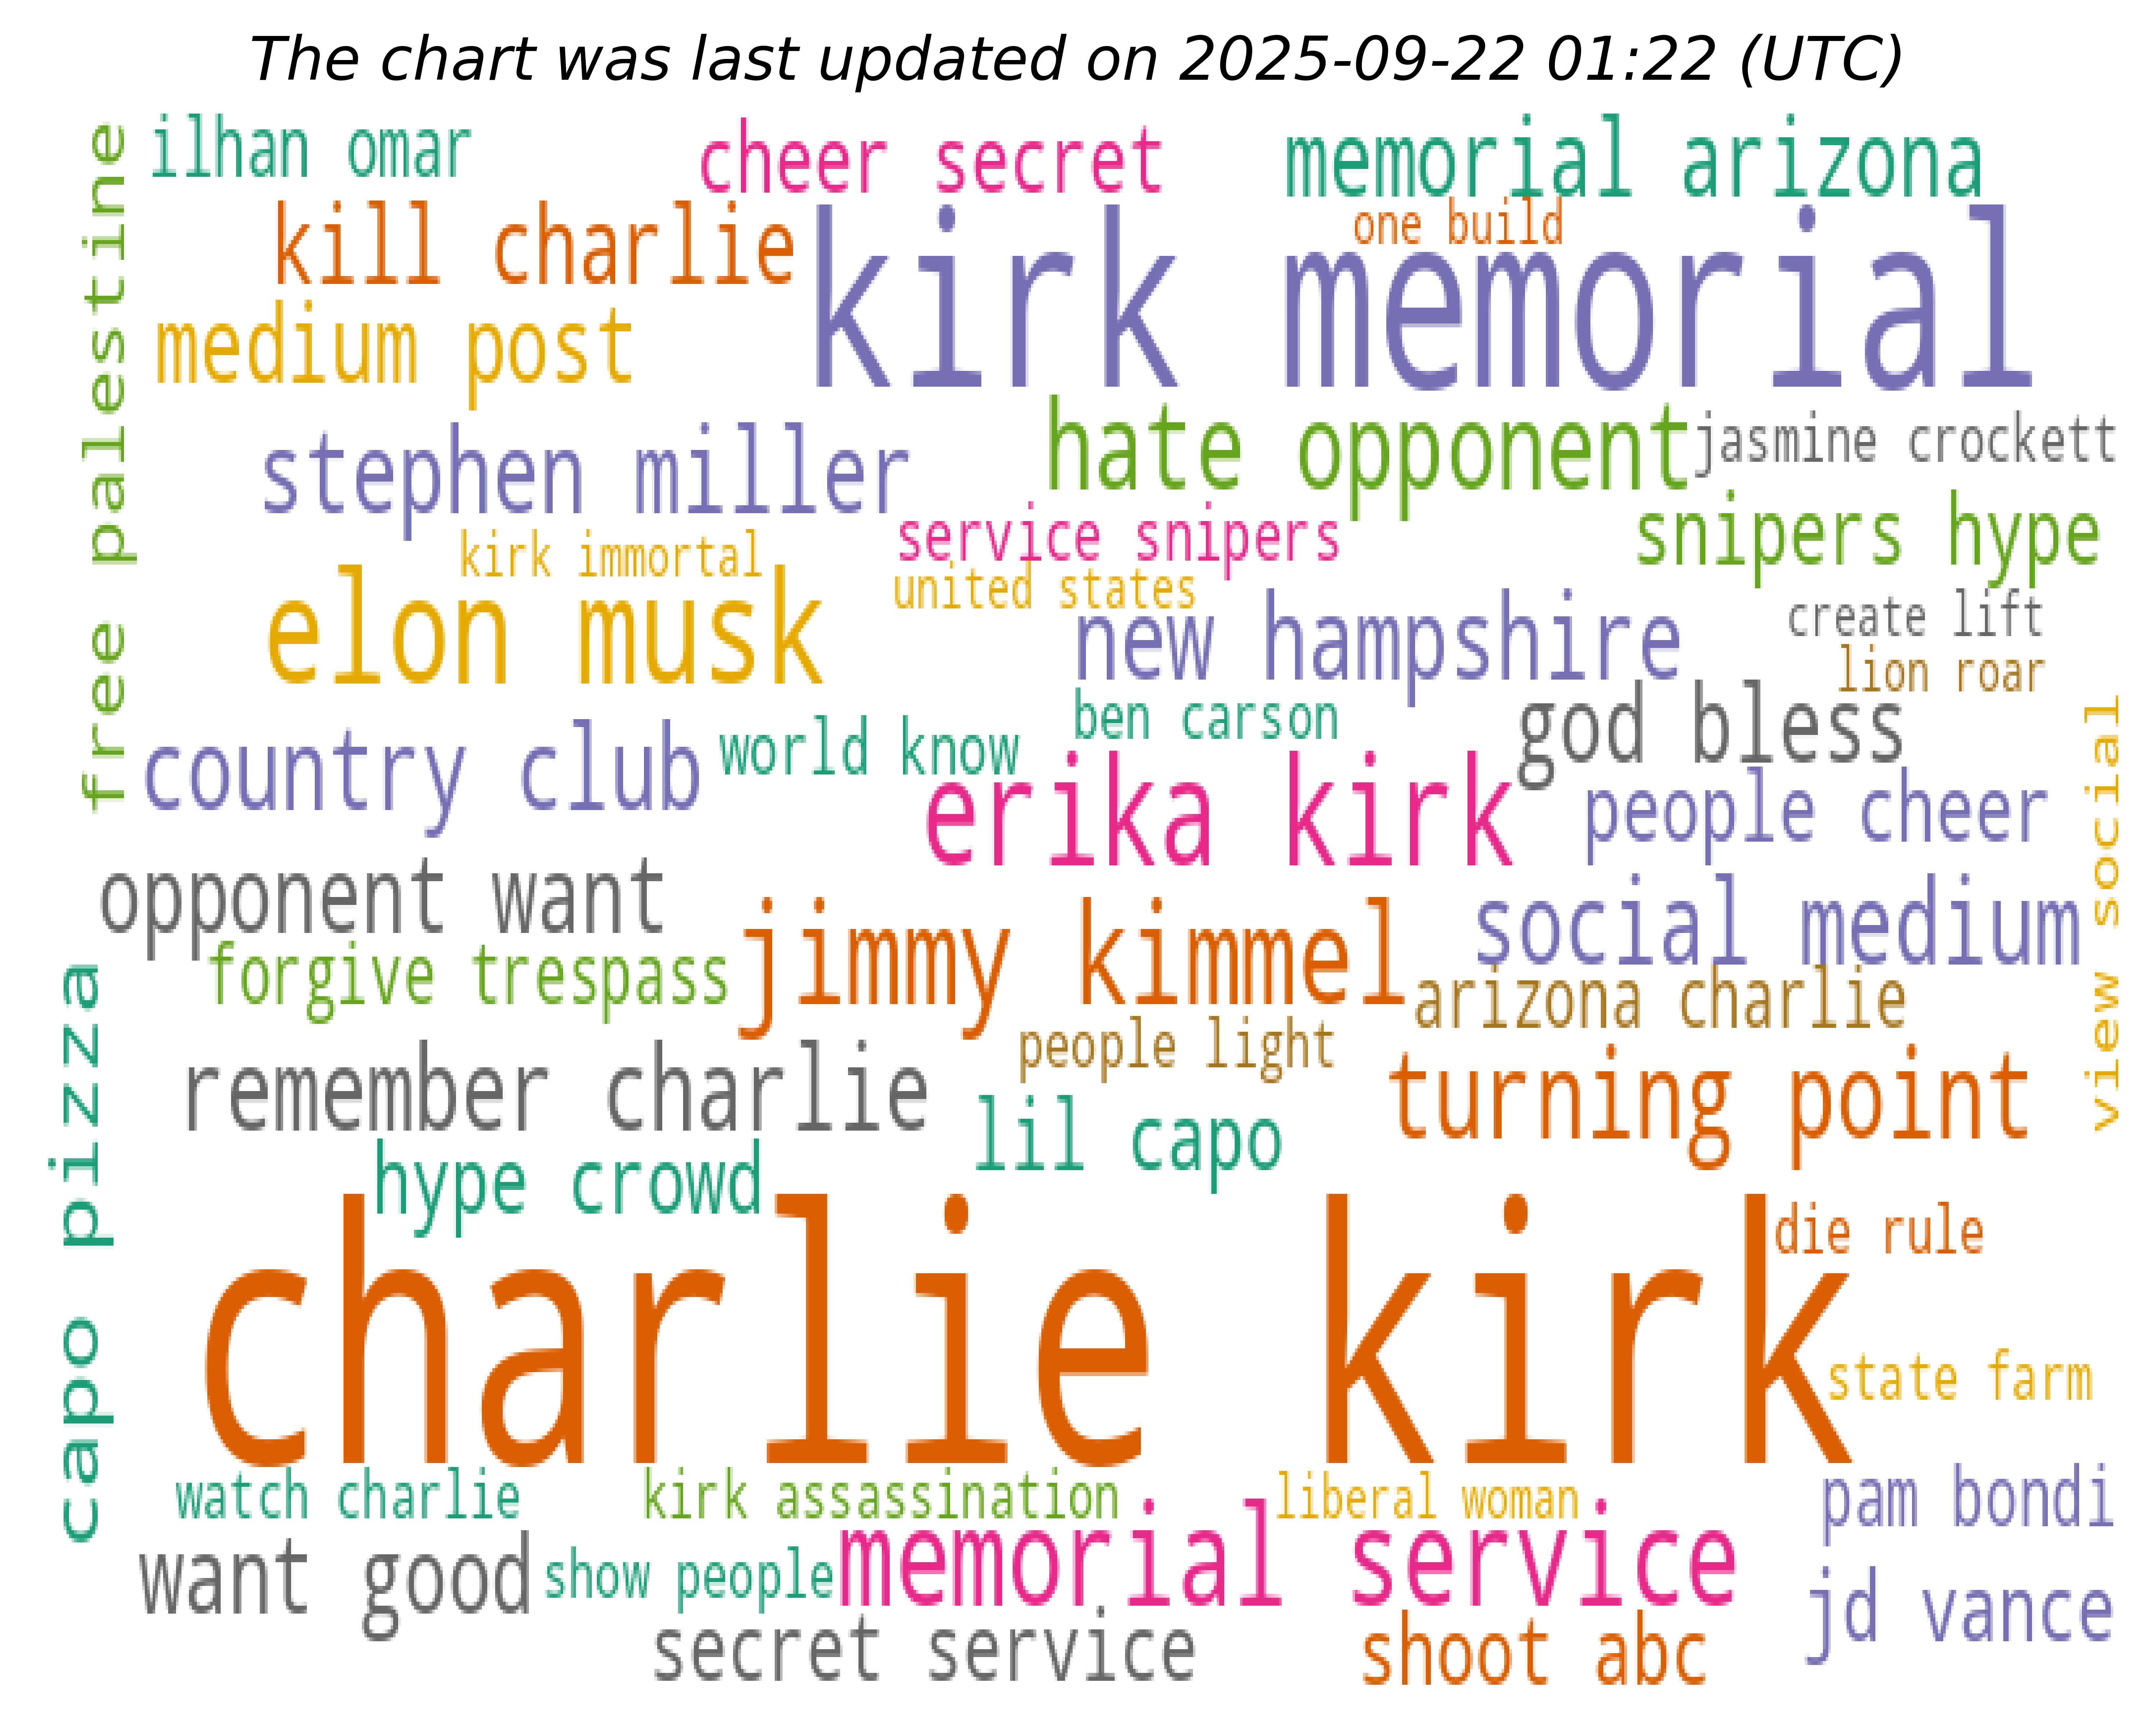 The chart was last updated on 2025-09-22 01:22 (UTC)
free palestine
ilhan omar
cheer secret
memorial arizona
kill charlie
one build
kirk memorial
medium post
hate opponent
jasmine crockett
stephen miller
service snipers
snipers hype
kirk immortal
united states
elon musk
new hampshire
create lift
lion roar
ben carson
god bless
view social
country club
world know
erika kirk
people cheer
opponent want
jimmy kimmel
social medium
forgive trespass
arizona charlie
capo pizza
people light
remember charlie
turning point
lil capo
hype crowd
die rule
charlie kirk
state farm
watch charlie
kirk assassination
liberal woman
pam bondi
want good
show people
memorial service
jd vance
secret service
shoot abc